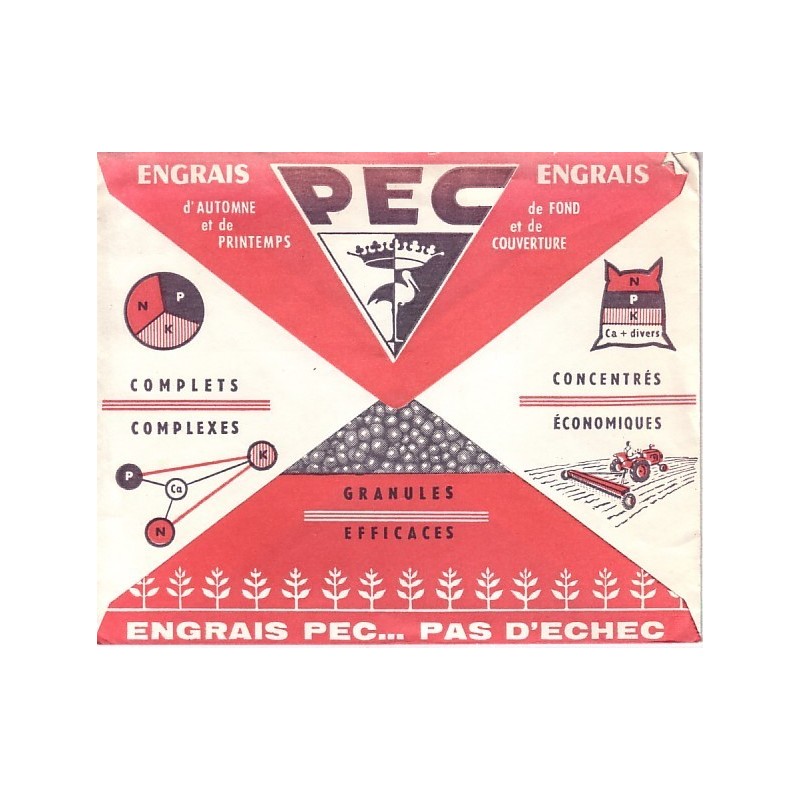 ENGRAIS
d'AUTOMNE
et de
PRINTEMPS
PEC
ENGRAIS
de FOND
et de
COUVERTURE
N P
K
COMPLETS
COMPLEXES
P
K
Ca
N
N
P
K
Ca + divers
CONCENTRÉS
ÉCONOMIQUES
GRANULES
EFFICACES
ENGRAIS PEC... PAS D'ECHEC